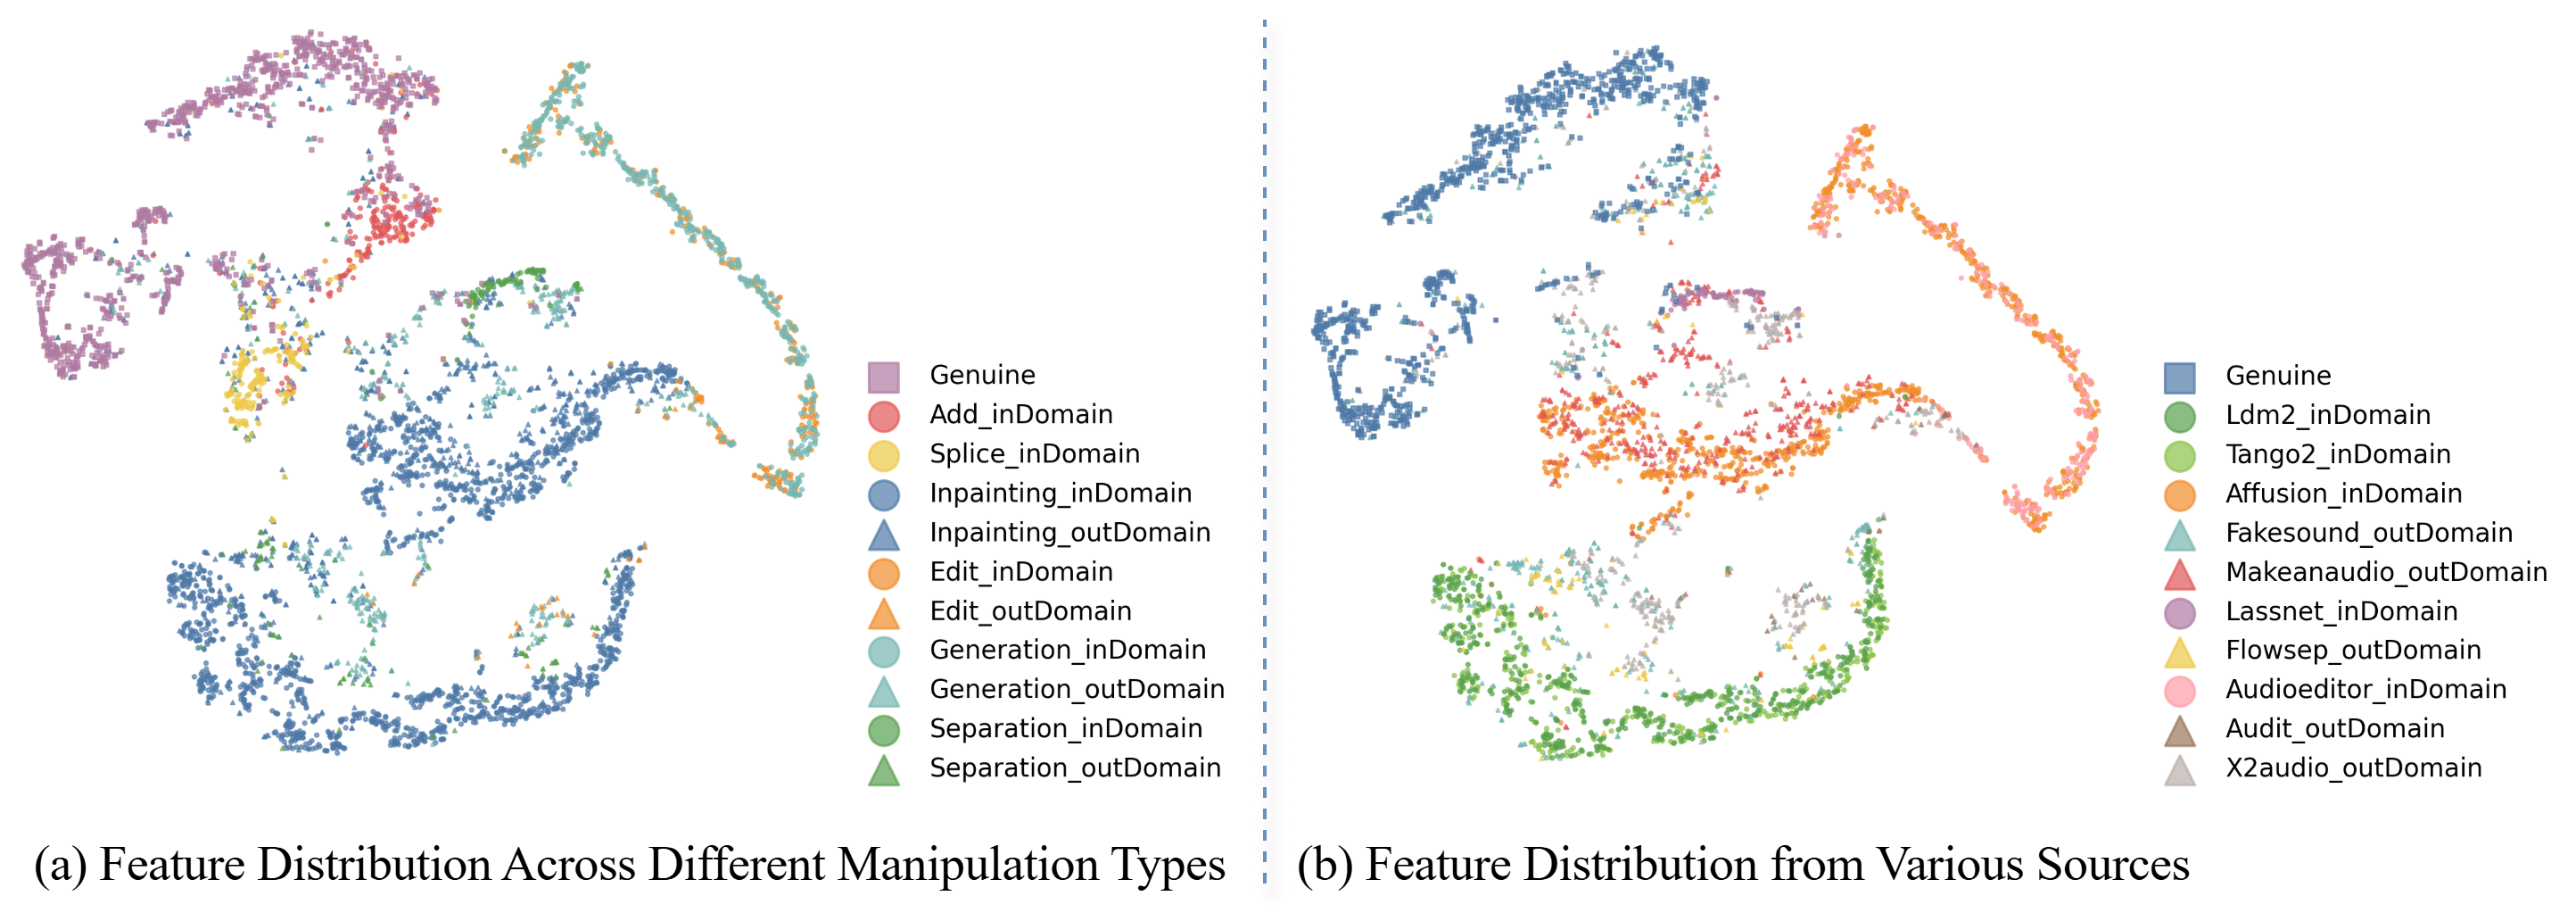 Genuine
Add_inDomain
Splice_inDomain
Inpainting_inDomain
Inpainting_outDomain
Edit_inDomain
Edit_outDomain
Generation_inDomain
Generation_outDomain
Separation_inDomain
Separation_outDomain
(a) Feature Distribution Across Different Manipulation Types
Genuine
Ldm2_inDomain
Tango2_inDomain
Affusion_inDomain
Fakesound_outDomain
Makeanaudio_outDomain
Lassnet_inDomain
Flowsep_outDomain
Audioeditor_inDomain
Audit_outDomain
X2audio_outDomain
(b) Feature Distribution from Various Sources